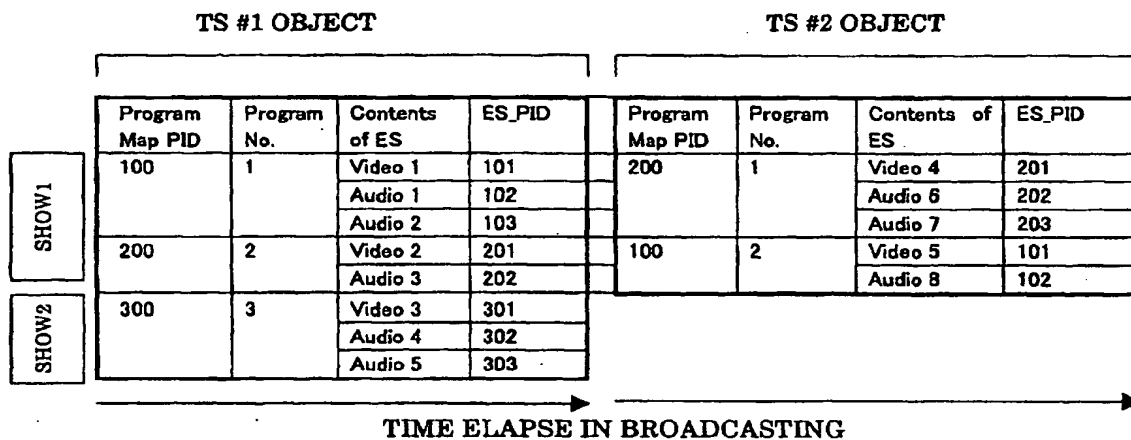 TS #1 OBJECT TS #2 OBJECT
Program Map PID Program No. Contents of ES ES_PID Program Map PID Program No. Contents of ES ES_PID
SHOW1
100 1 Video 1 101 200 1 Video 4 201
Audio 1 102 Audio 6 202
Audio 2 103 Audio 7 203
200 2 Video 2 201 100 2 Video 5 101
Audio 3 202 Audio 8 102
SHOW2
300 3 Video 3 301
Audio 4 302
Audio 5 303
TIME ELAPSE IN BROADCASTING